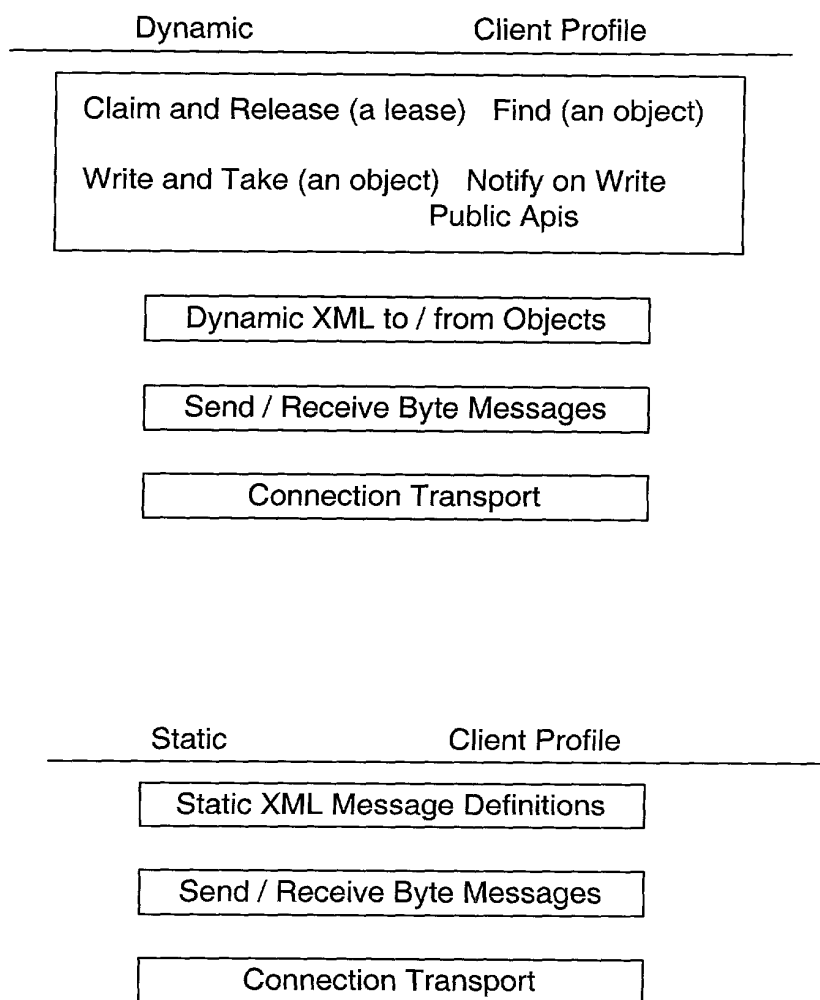 Dynamic Client Profile
Claim and Release (a lease) Find (an object)
Write and Take (an object) Notify on Write
Public Apis
Dynamic XML to / from Objects
Send / Receive Byte Messages
Connection Transport
Static Client Profile
Static XML Message Definitions
Send / Receive Byte Messages
Connection Transport